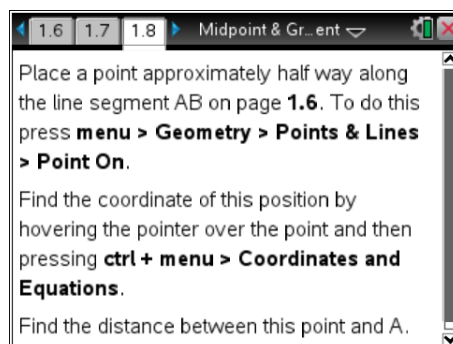 1.6 1.7 1.8 Midpoint & Gr...ent
Place a point approximately half way along
the line segment AB on page 1.6. To do this
press menu > Geometry > Points & Lines
> Point On.
Find the coordinate of this position by
hovering the pointer over the point and then
pressing ctrl + menu > Coordinates and
Equations.
Find the distance between this point and A.